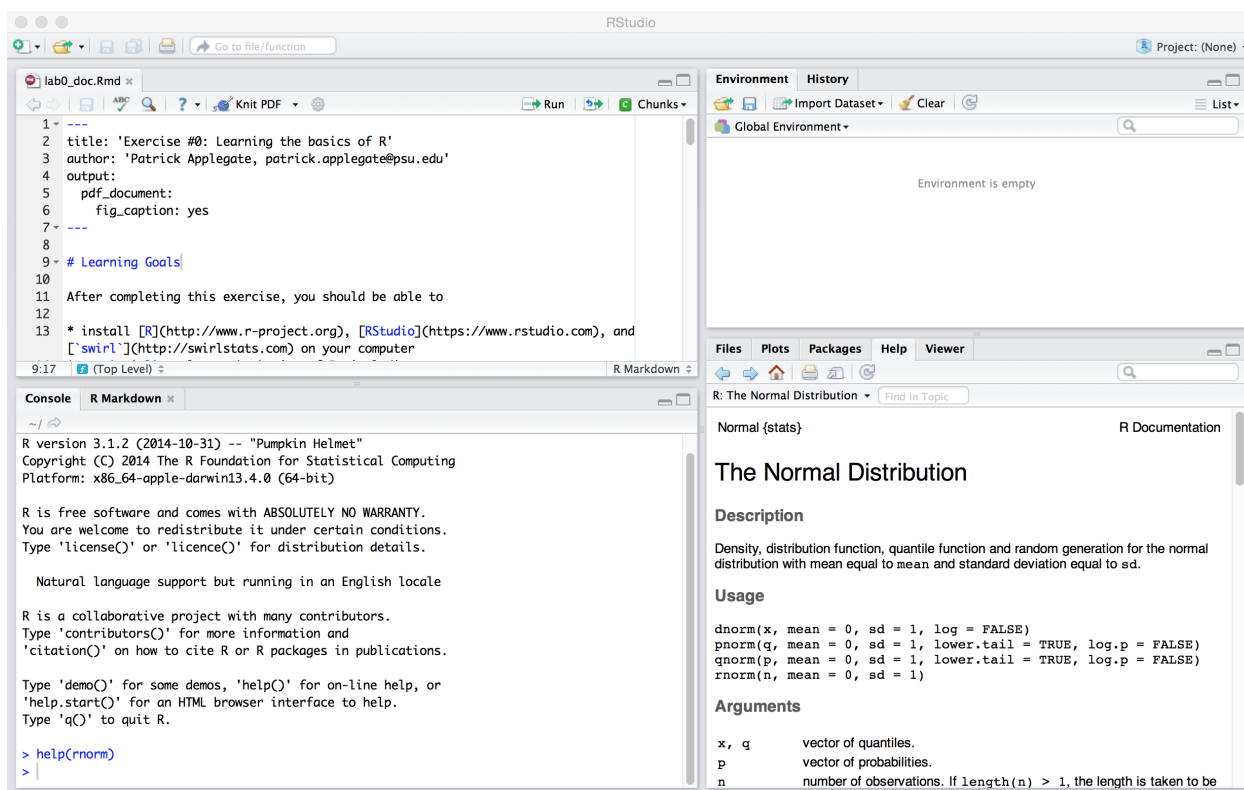 RStudio
Go to file/function
Project: (None)
lab0_doc.Rmd
ABC
?
Knit PDF
Run
C Chunks
1 ---
2 title: 'Exercise #0: Learning the basics of R'
3 author: 'Patrick Applegate, patrick.applegate@psu.edu'
4 output:
5 pdf_document:
6 fig_caption: yes
7 ---
8
9 # Learning Goals
10
11 After completing this exercise, you should be able to
12
13 * install [R](http://www.r-project.org), [RStudio](https://www.rstudio.com), and
[`swirl`](http://swirlstats.com) on your computer
9:17 (Top Level) R Markdown
Console R Markdown
~/
R version 3.1.2 (2014-10-31) -- "Pumpkin Helmet"
Copyright (C) 2014 The R Foundation for Statistical Computing
Platform: x86_64-apple-darwin13.4.0 (64-bit)
R is free software and comes with ABSOLUTELY NO WARRANTY.
You are welcome to redistribute it under certain conditions.
Type 'license()' or 'licence()' for distribution details.
Natural language support but running in an English locale
R is a collaborative project with many contributors.
Type 'contributors()' for more information and
'citation()' on how to cite R or R packages in publications.
Type 'demo()' for some demos, 'help()' for on-line help, or
'help.start()' for an HTML browser interface to help.
Type 'q()' to quit R.
> help(rnorm)
>
Environment History
Import Dataset Clear List
Global Environment
Environment is empty
Files Plots Packages Help Viewer
R: The Normal Distribution Find in Topic
Normal {stats} R Documentation
The Normal Distribution
Description
Density, distribution function, quantile function and random generation for the normal
distribution with mean equal to mean and standard deviation equal to sd.
Usage
dnorm(x, mean = 0, sd = 1, log = FALSE)
pnorm(q, mean = 0, sd = 1, lower.tail = TRUE, log.p = FALSE)
qnorm(p, mean = 0, sd = 1, lower.tail = TRUE, log.p = FALSE)
rnorm(n, mean = 0, sd = 1)
Arguments
x, q vector of quantiles.
p vector of probabilities.
n number of observations. If length(n) > 1, the length is taken to be